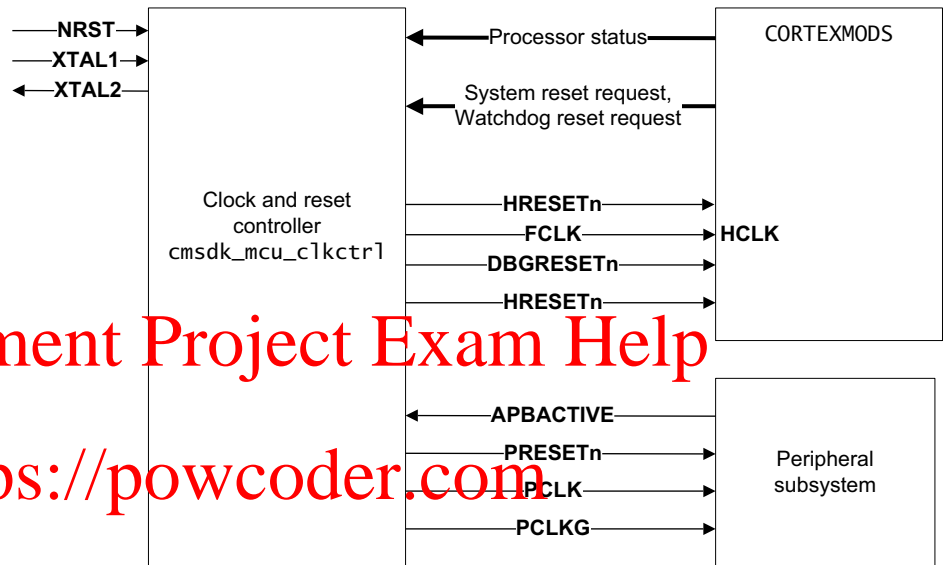 NRST
XTAL1
XTAL2
Processor status
CORTEXMODS
System reset request,
Watchdog reset request
Clock and reset
controller
cmsdk_mcu_clkctrl
HRESETn
FCLK
HCLK
DBGRESETn
HRESETn
ment Project Exam Help
APBACTIVE
PRESETn
Peripheral
subsystem
ps://powcoder.com
PCLK
PCLKG